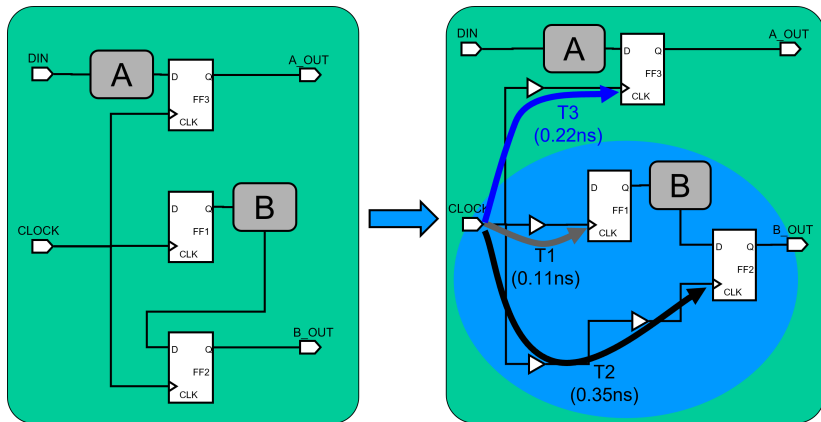 DIN
A
D
Q
FF3
CLK
A_OUT
CLOCK
D
Q
FF1
CLK
B
D
Q
FF2
CLK
B_OUT
DIN
A
D
Q
FF3
CLK
A_OUT
T3
(0.22ns)
CLOCK
D
Q
FF1
CLK
B
T1
(0.11ns)
D
Q
FF2
CLK
B_OUT
T2
(0.35ns)